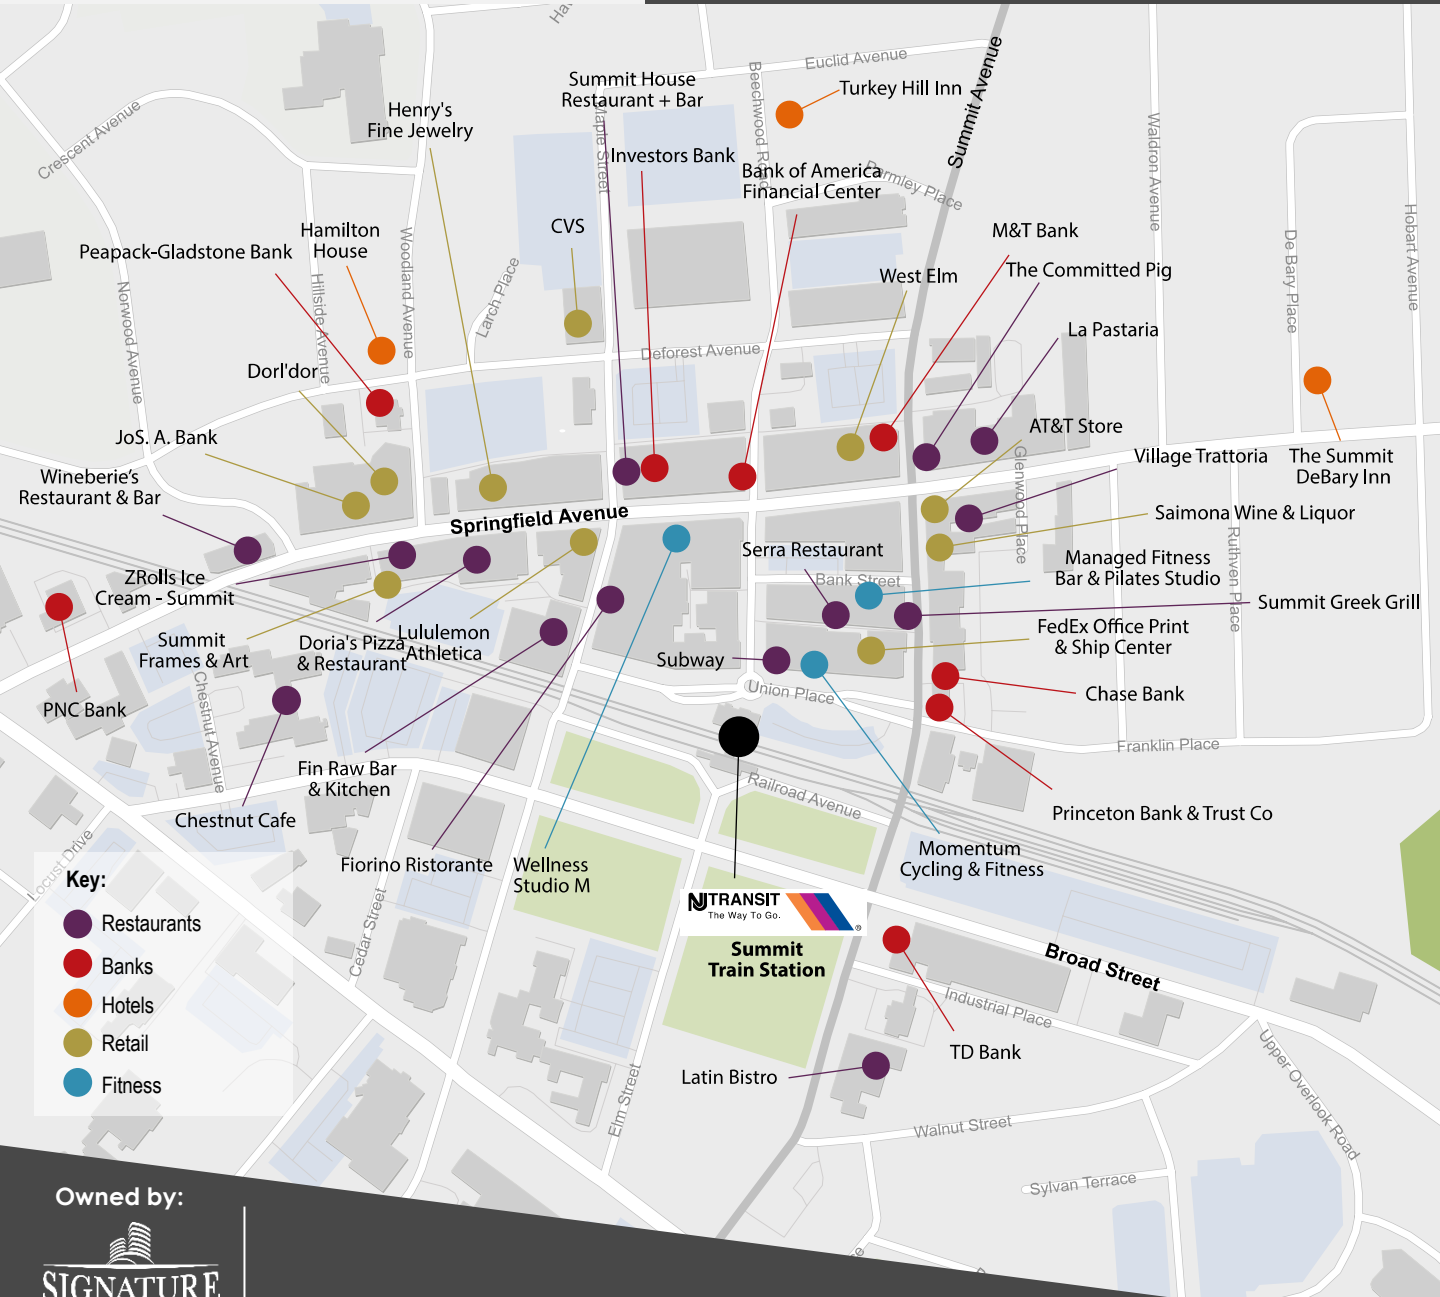 Ha
Euclid Avenue
Summit Avenue
Beechwood Road
Maple Street
Waldron Avenue
Crescent Avenue
Summit House
Restaurant + Bar
Turkey Hill Inn
Henry's
Fine Jewelry
Investors Bank
Bank of America
Financial Center
Parmley Place
Hobart Avenue
De Bary Place
Hamilton
House
CVS
M&T Bank
Peapack-Gladstone Bank
Woodland Avenue
Hillside Avenue
Norwood Avenue
Larch Place
West Elm
The Committed Pig
La Pastaria
Deforest Avenue
Dorl'dor
JoS. A. Bank
AT&T Store
Village Trattoria
The Summit
DeBary Inn
Wineberie's
Restaurant & Bar
Springfield Avenue
Glenwood Place
Saimona Wine & Liquor
Ruthven Place
Serra Restaurant
Bank Street
Managed Fitness
Bar & Pilates Studio
ZRolls Ice
Cream - Summit
Summit Greek Grill
Summit
Frames & Art
Doria's Pizza
& Restaurant
Lululemon
Athletica
FedEx Office Print
& Ship Center
Subway
Union Place
Chase Bank
PNC Bank
Chestnut Avenue
Franklin Place
Fin Raw Bar
& Kitchen
Railroad Avenue
Chestnut Cafe
Princeton Bank & Trust Co
Fiorino Ristorante
Wellness
Studio M
Momentum
Cycling & Fitness
Locust Drive
Key:
Restaurants
Banks
Hotels
Retail
Fitness
Cedar Street
NJ TRANSIT
The Way To Go.
®
Summit
Train Station
Broad Street
Industrial Place
TD Bank
Latin Bistro
Elm Street
Walnut Street
Upper Overlook Road
Sylvan Terrace
Owned by:
SIGNATURE